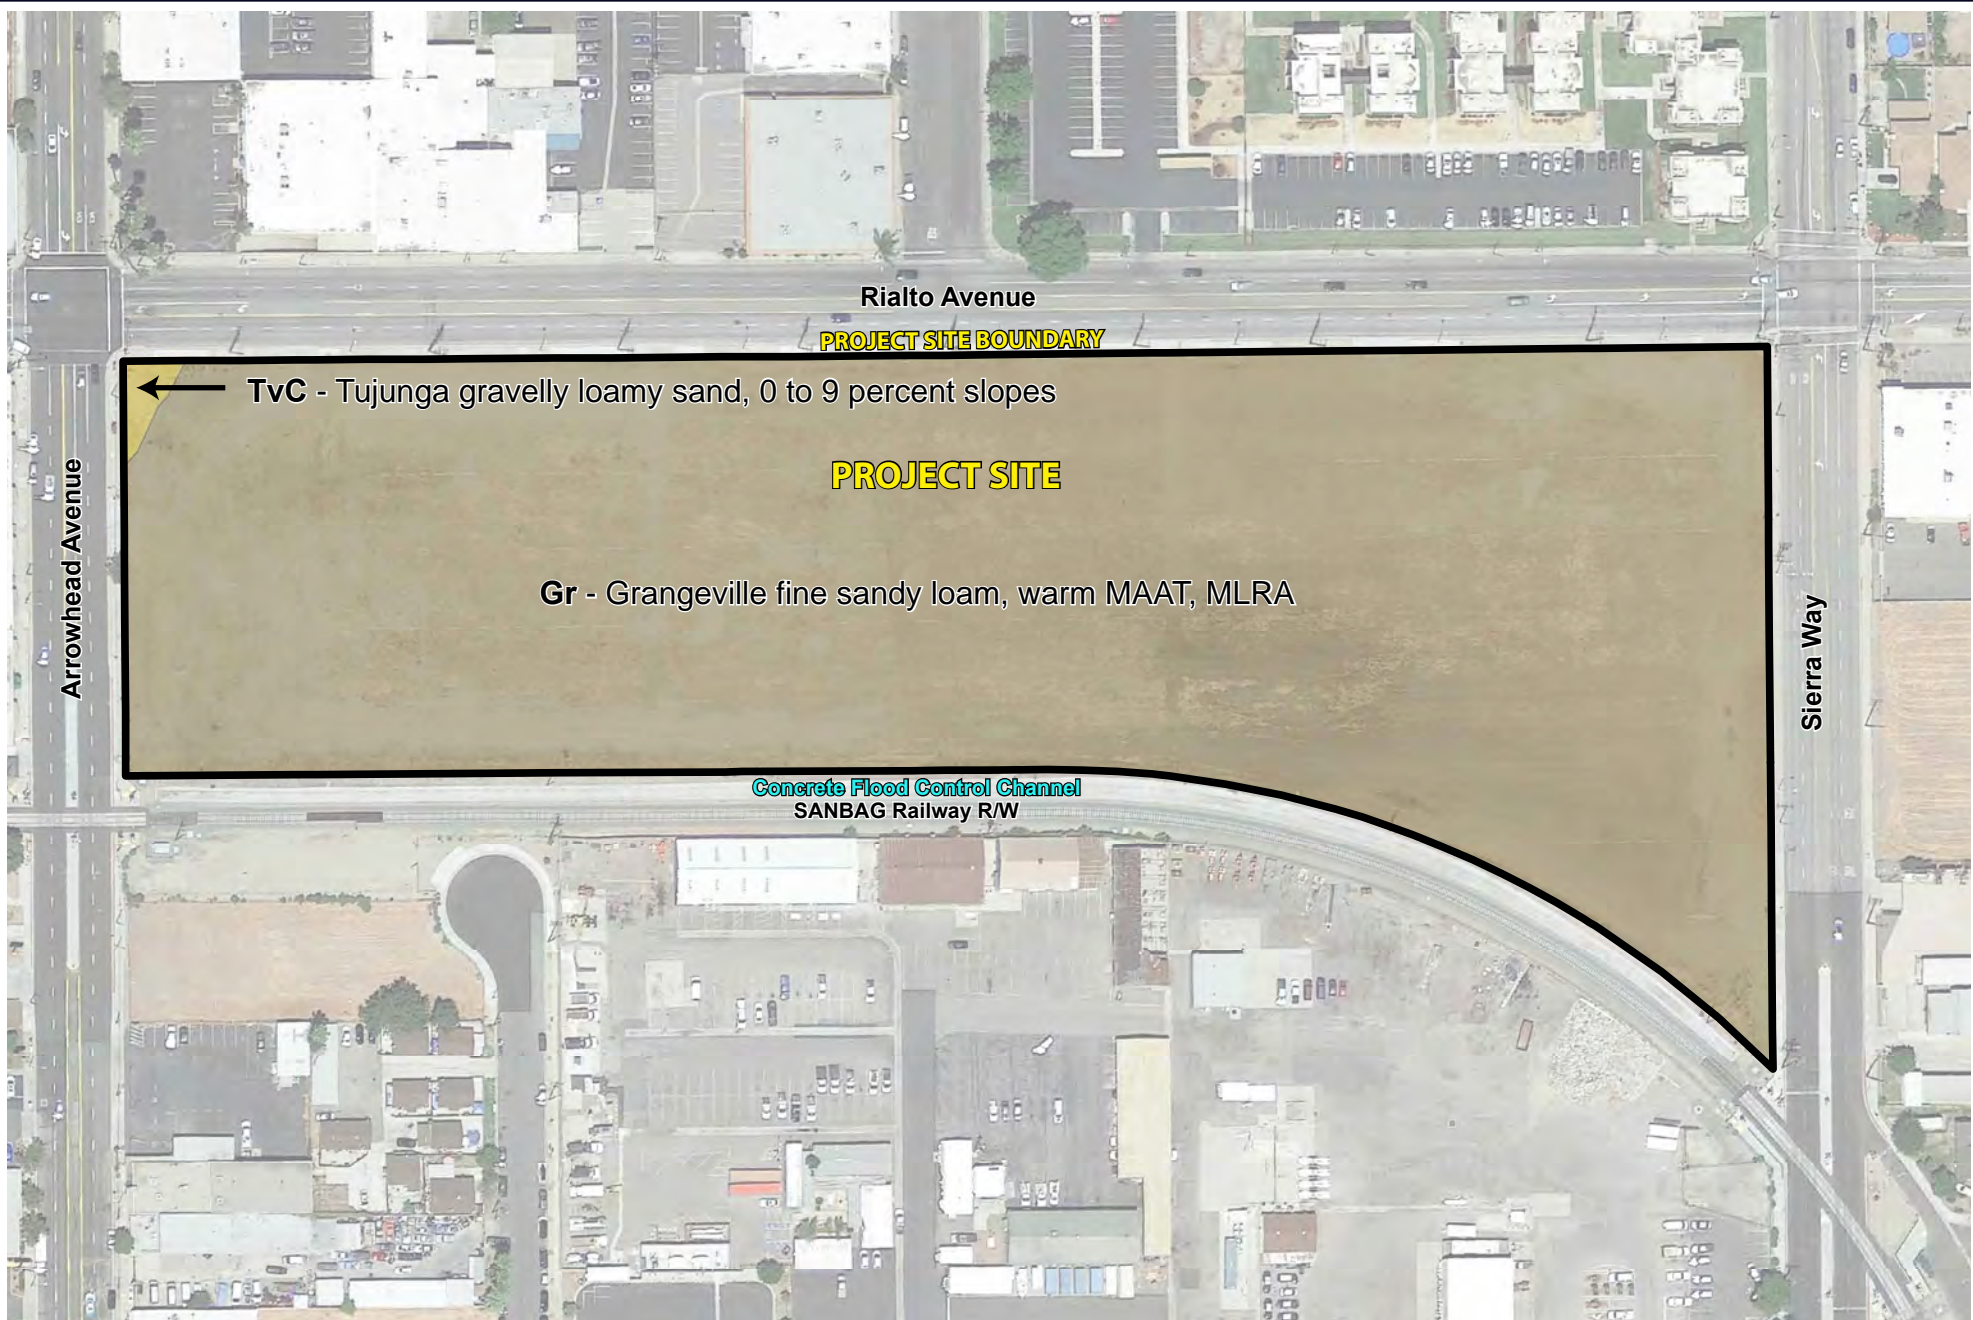 Rialto Avenue
PROJECT SITE BOUNDARY
TvC - Tujunga gravelly loamy sand, 0 to 9 percent slopes
PROJECT SITE
Arrowhead Avenue
Gr - Grangeville fine sandy loam, warm MAAT, MLRA
Sierra Way
Concrete Flood Control Channel
SANBAG Railway R/W